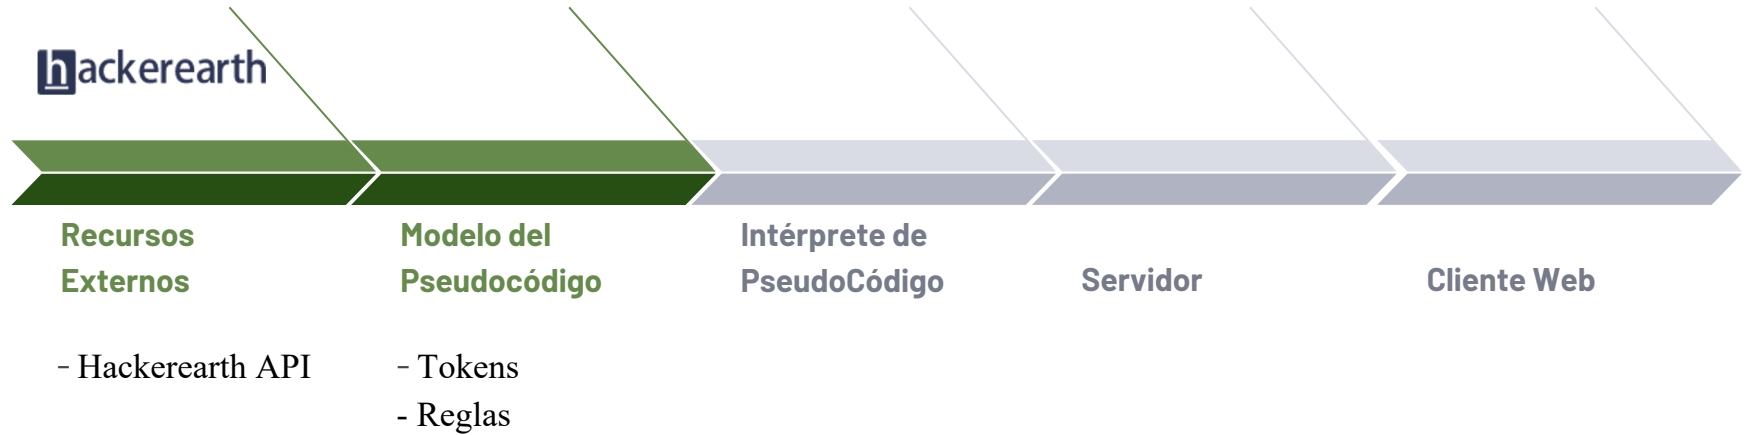 hackerearth
Recursos
Externos
Modelo del
Pseudocódigo
Intérprete de
PseudoCódigo
Servidor
Cliente Web
- Hackerearth API
- Tokens
- Reglas